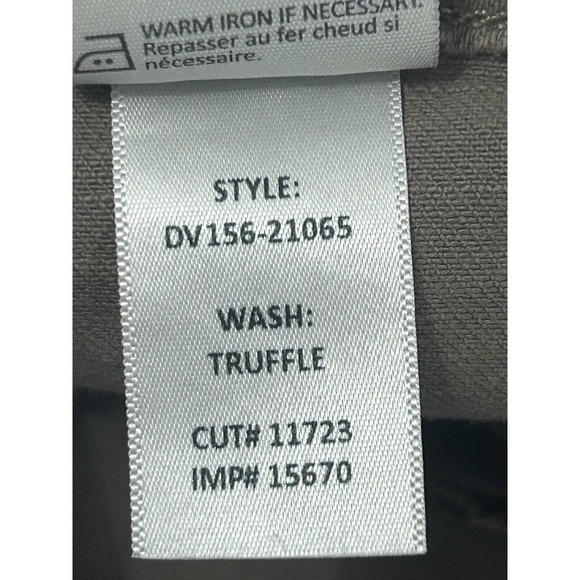 WARM IRON IF NECESSARY.
Repasser au fer cheud si
nécessaire.
STYLE:
DV156-21065
WASH:
TRUFFLE
CUT# 11723
IMP# 15670